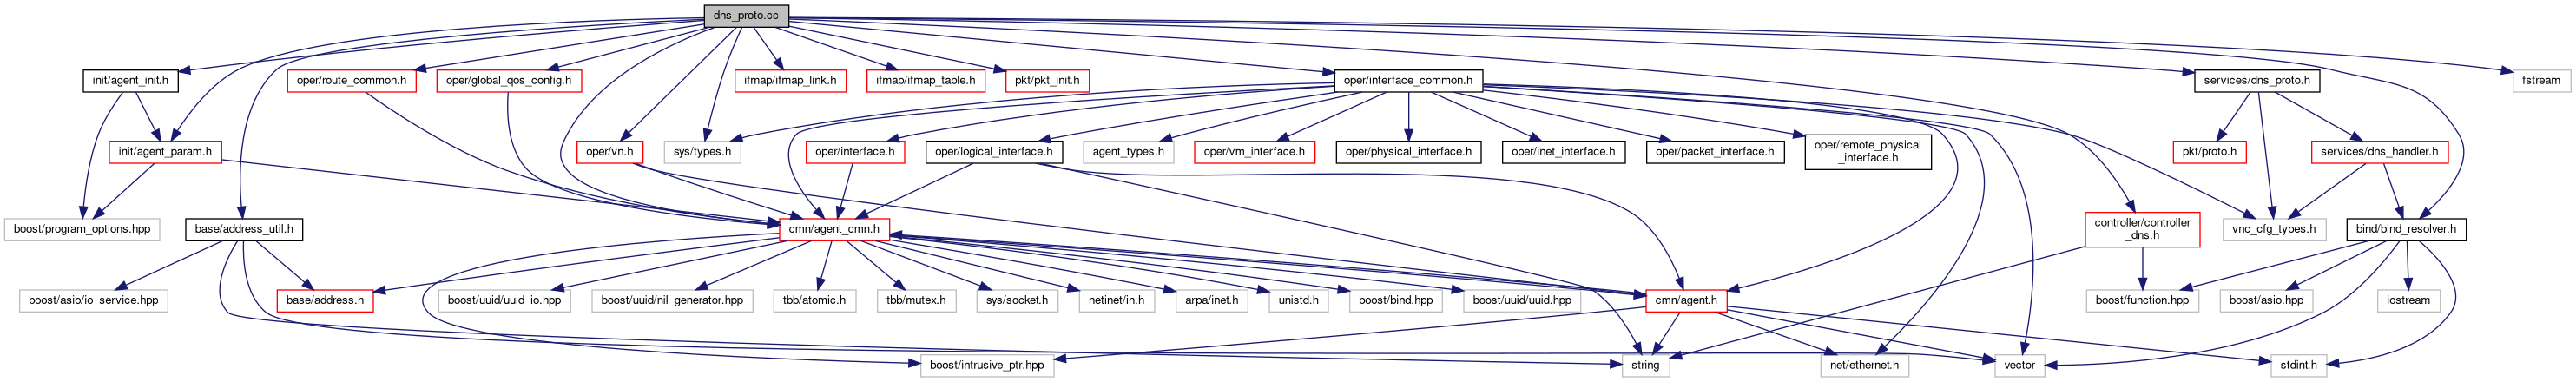 dns_proto.cc
init/agent_init.h
oper/route_common.h
oper/global_qos_config.h
ifmap/ifmap_link.h
ifmap/ifmap_table.h
pkt/pkt_init.h
oper/interface_common.h
services/dns_proto.h
fstream
init/agent_param.h
oper/vn.h
sys/types.h
oper/interface.h
oper/logical_interface.h
agent_types.h
oper/vm_interface.h
oper/physical_interface.h
oper/inet_interface.h
oper/packet_interface.h
oper/remote_physical
_interface.h
pkt/proto.h
services/dns_handler.h
boost/program_options.hpp
base/address_util.h
cmn/agent_cmn.h
controller/controller
_dns.h
vnc_cfg_types.h
bind/bind_resolver.h
boost/asio/io_service.hpp
base/address.h
boost/uuid/uuid_io.hpp
boost/uuid/nil_generator.hpp
tbb/atomic.h
tbb/mutex.h
sys/socket.h
netinet/in.h
arpa/inet.h
unistd.h
boost/bind.hpp
boost/uuid/uuid.hpp
cmn/agent.h
boost/function.hpp
boost/asio.hpp
iostream
boost/intrusive_ptr.hpp
string
net/ethernet.h
vector
stdint.h